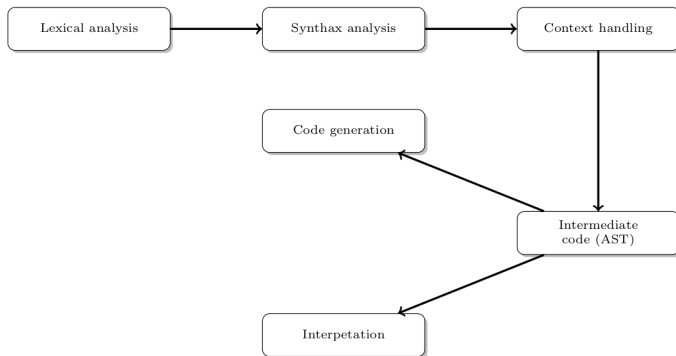 Lexical analysis
Synthax analysis
Context handling
Code generation
Intermediate
code (AST)
Interpetation